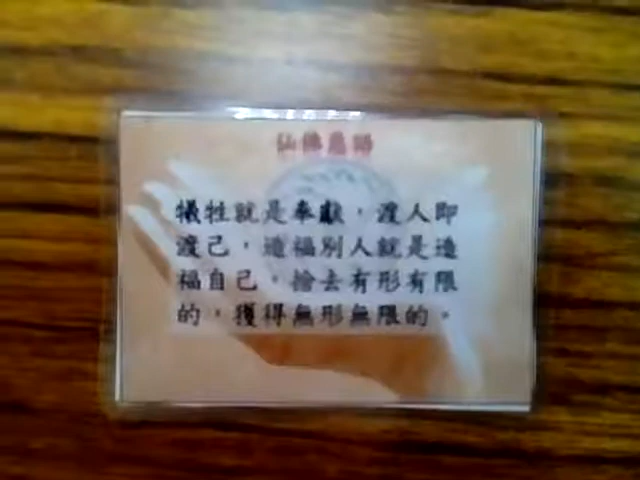 仙佛慈語
犧牲就是奉獻，渡人即
渡己，造福別人就是造
福自己。捨去有形有限
的，獲得無形無限的。